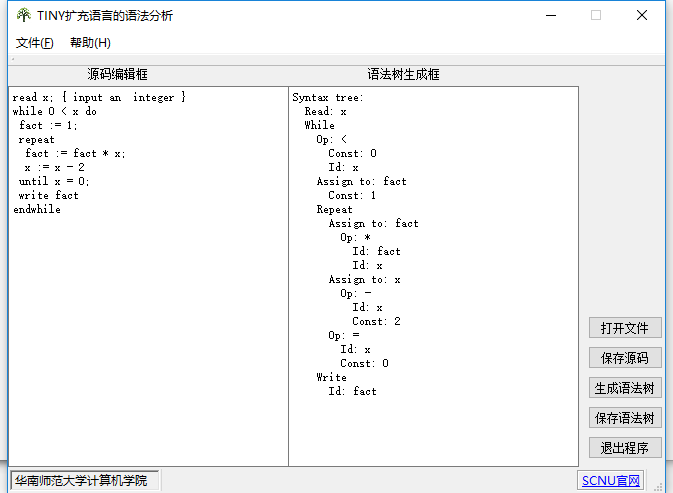 TINY扩充语言的语法分析
文件(F) 帮助(H)
源码编辑框
read x; { input an  integer }
while 0 < x do
 fact := 1;
 repeat
  fact := fact * x;
  x := x - 2
 until x = 0;
 write fact
endwhile
语法树生成框
Syntax tree:
  Read: x
  While
    Op: <
      Const: 0
      Id: x
    Assign to: fact
      Const: 1
    Repeat
      Assign to: fact
        Op: *
          Id: fact
          Id: x
      Assign to: x
        Op: -
          Id: x
          Const: 2
      Op: =
        Id: x
        Const: 0
    Write
      Id: fact
打开文件
保存源码
生成语法树
保存语法树
退出程序
华南师范大学计算机学院
SCNU官网